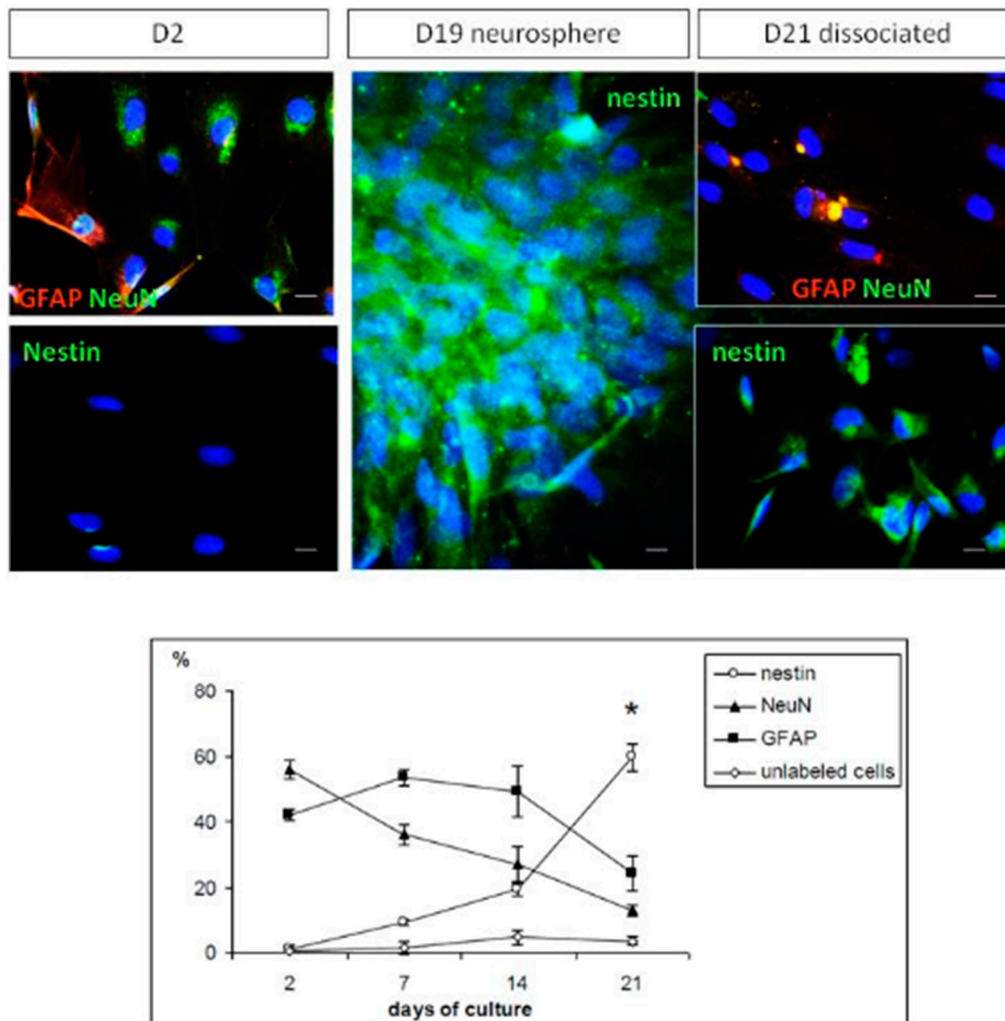 D2
D19 neurosphere
D21 dissociated
GFAP NeuN
Nestin
nestin
GFAP NeuN
nestin
%
80
60
40
20
0
2 7 14 21
days of culture
*
nestin
NeuN
GFAP
unlabeled cells